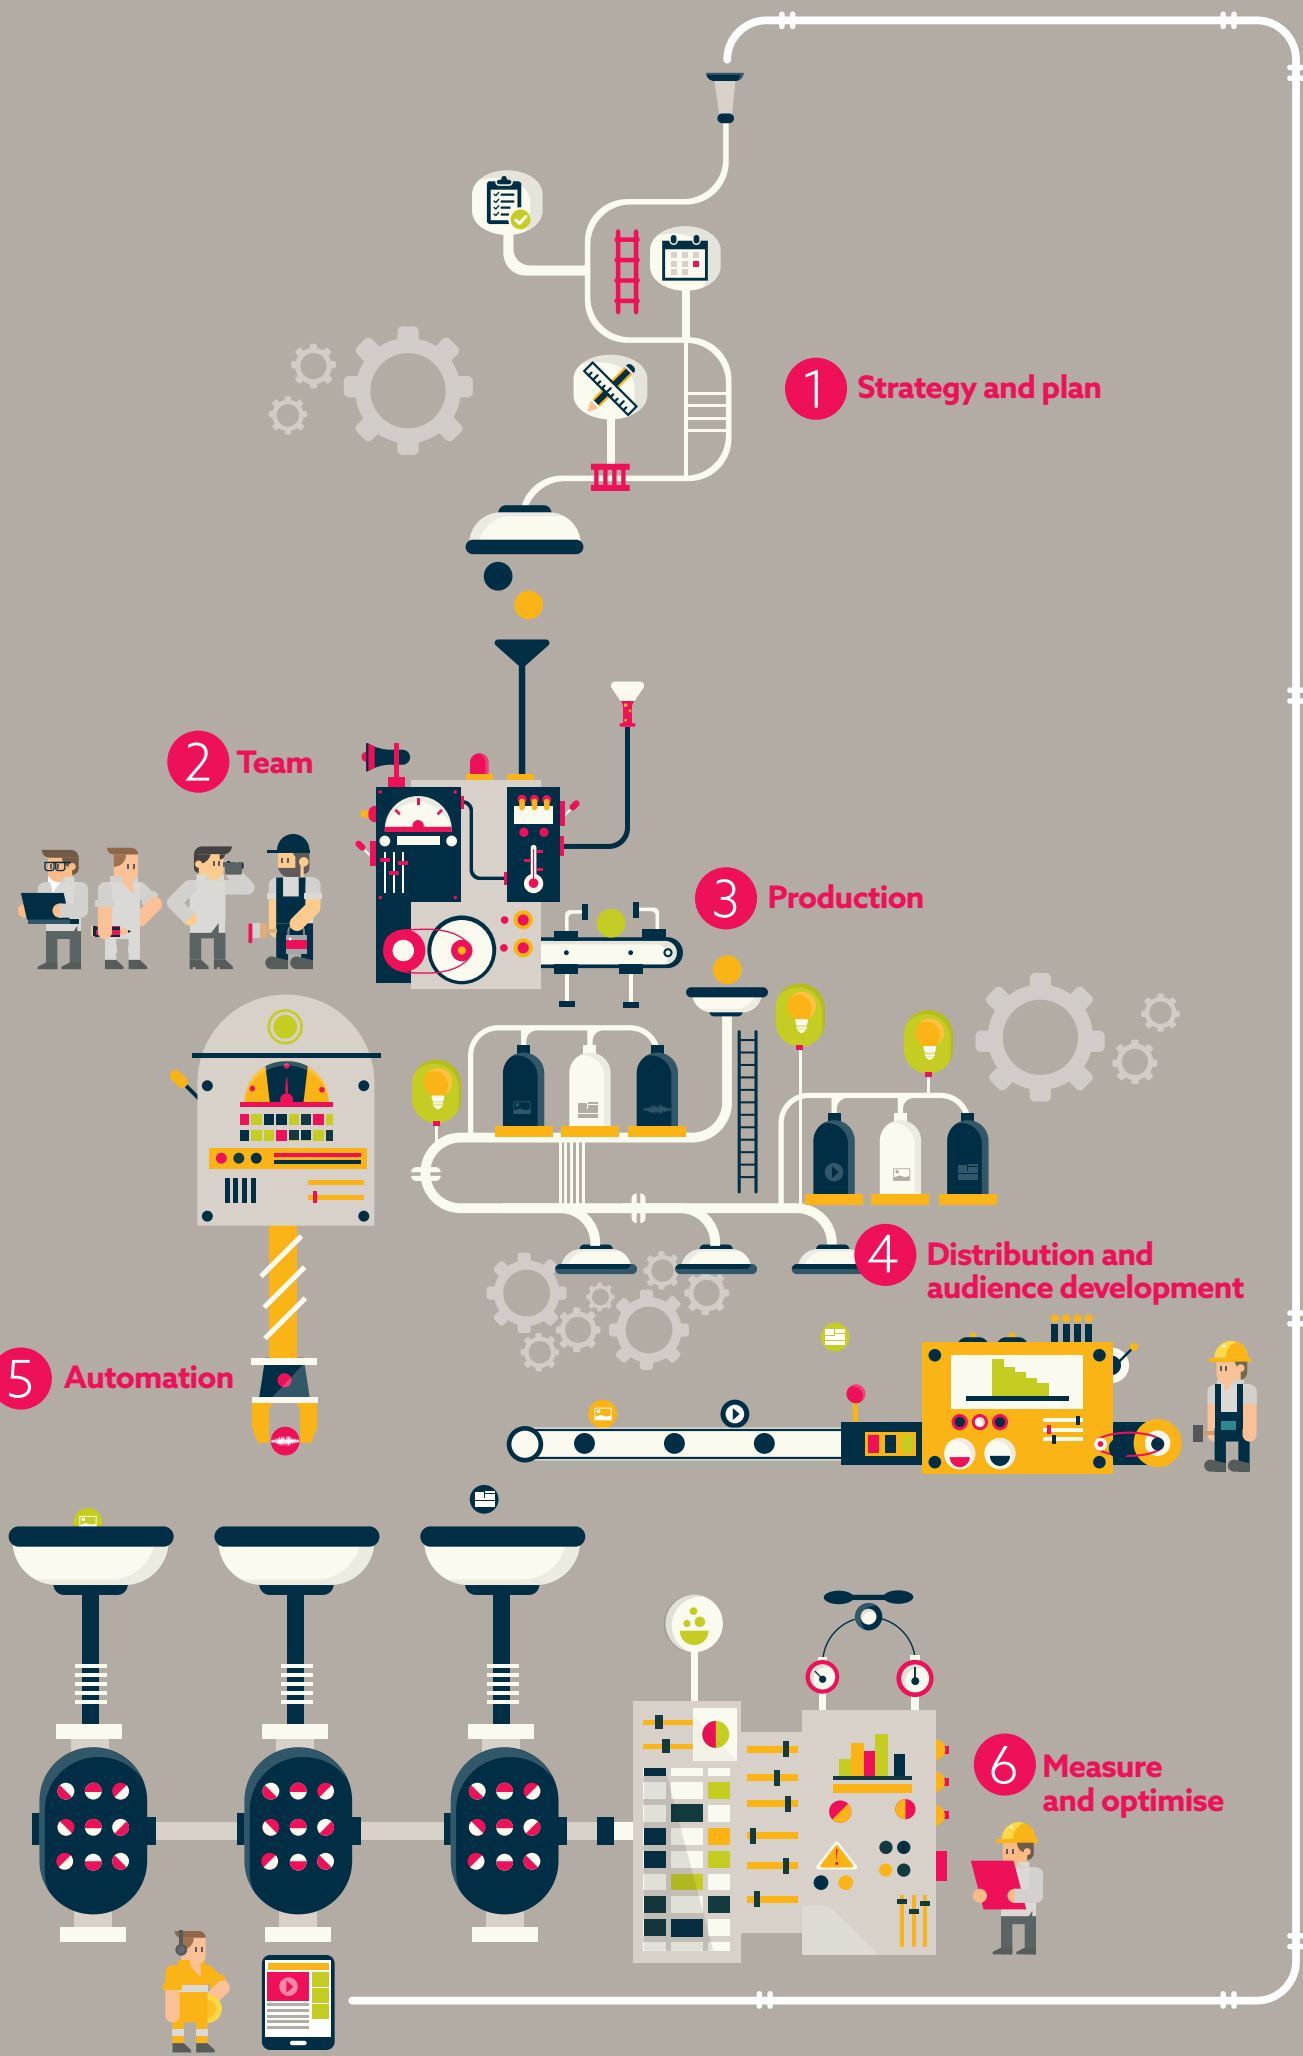 1 Strategy and plan
2 Team
3 Production
4 Distribution and
audience development
5 Automation
6 Measure
and optimise